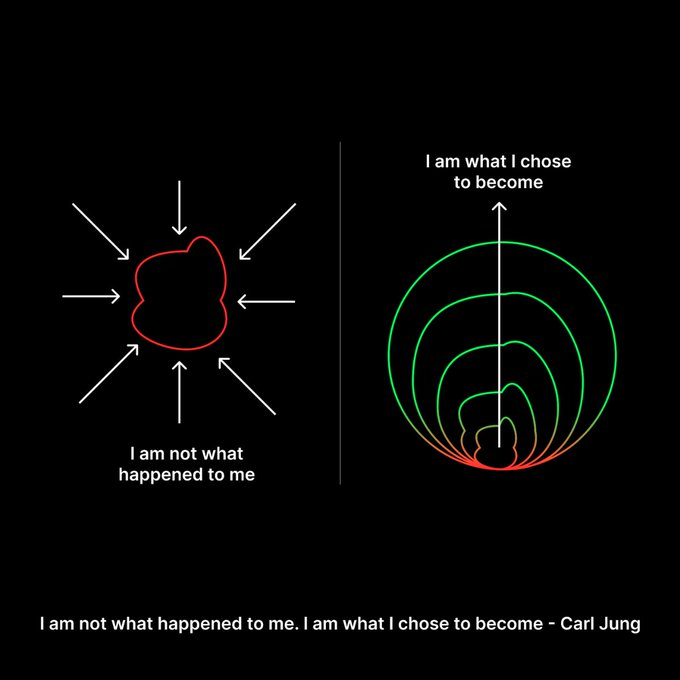 I am not what
happened to me
I am what I chose
to become
I am not what happened to me. I am what I chose to become - Carl Jung